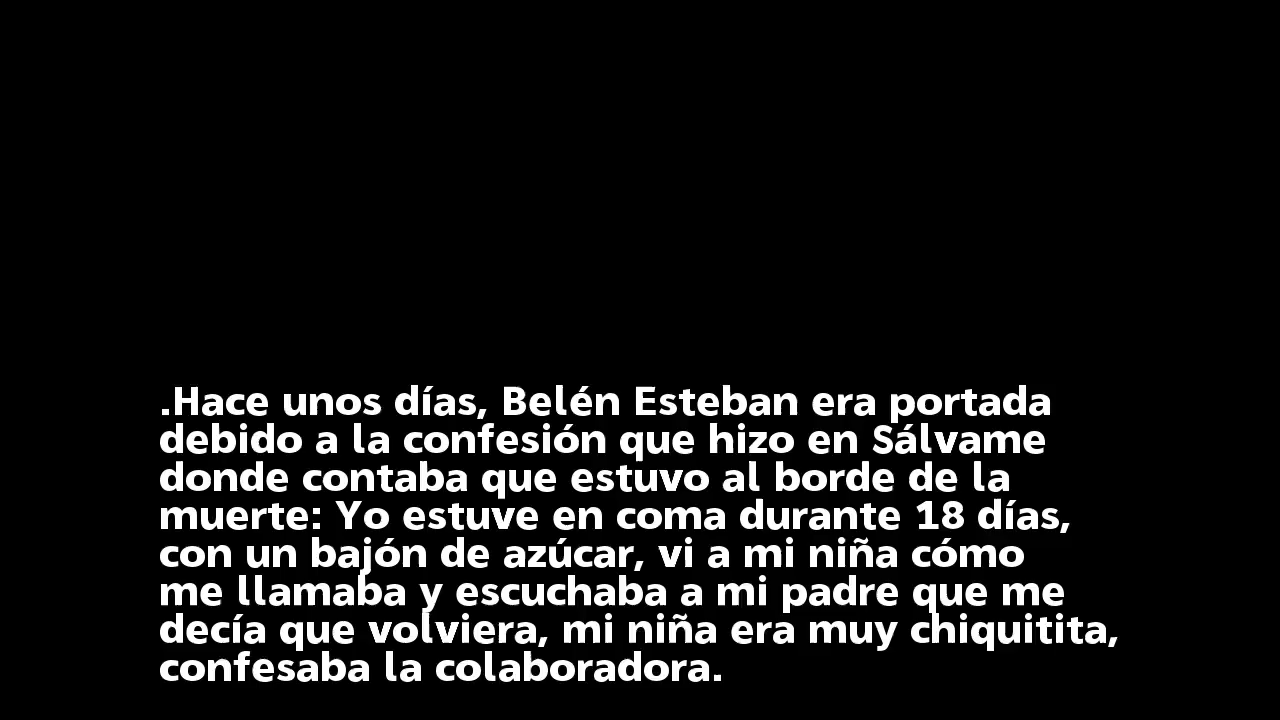 .Hace unos días, Belén Esteban era portada
debido a la confesión que hizo en Sálvame
donde contaba que estuvo al borde de la
muerte: Yo estuve en coma durante 18 días,
con un bajón de azúcar, vi a mi niña cómo
me llamaba y escuchaba a mi padre que me
decía que volviera, mi niña era muy chiquitita,
confesaba la colaboradora.